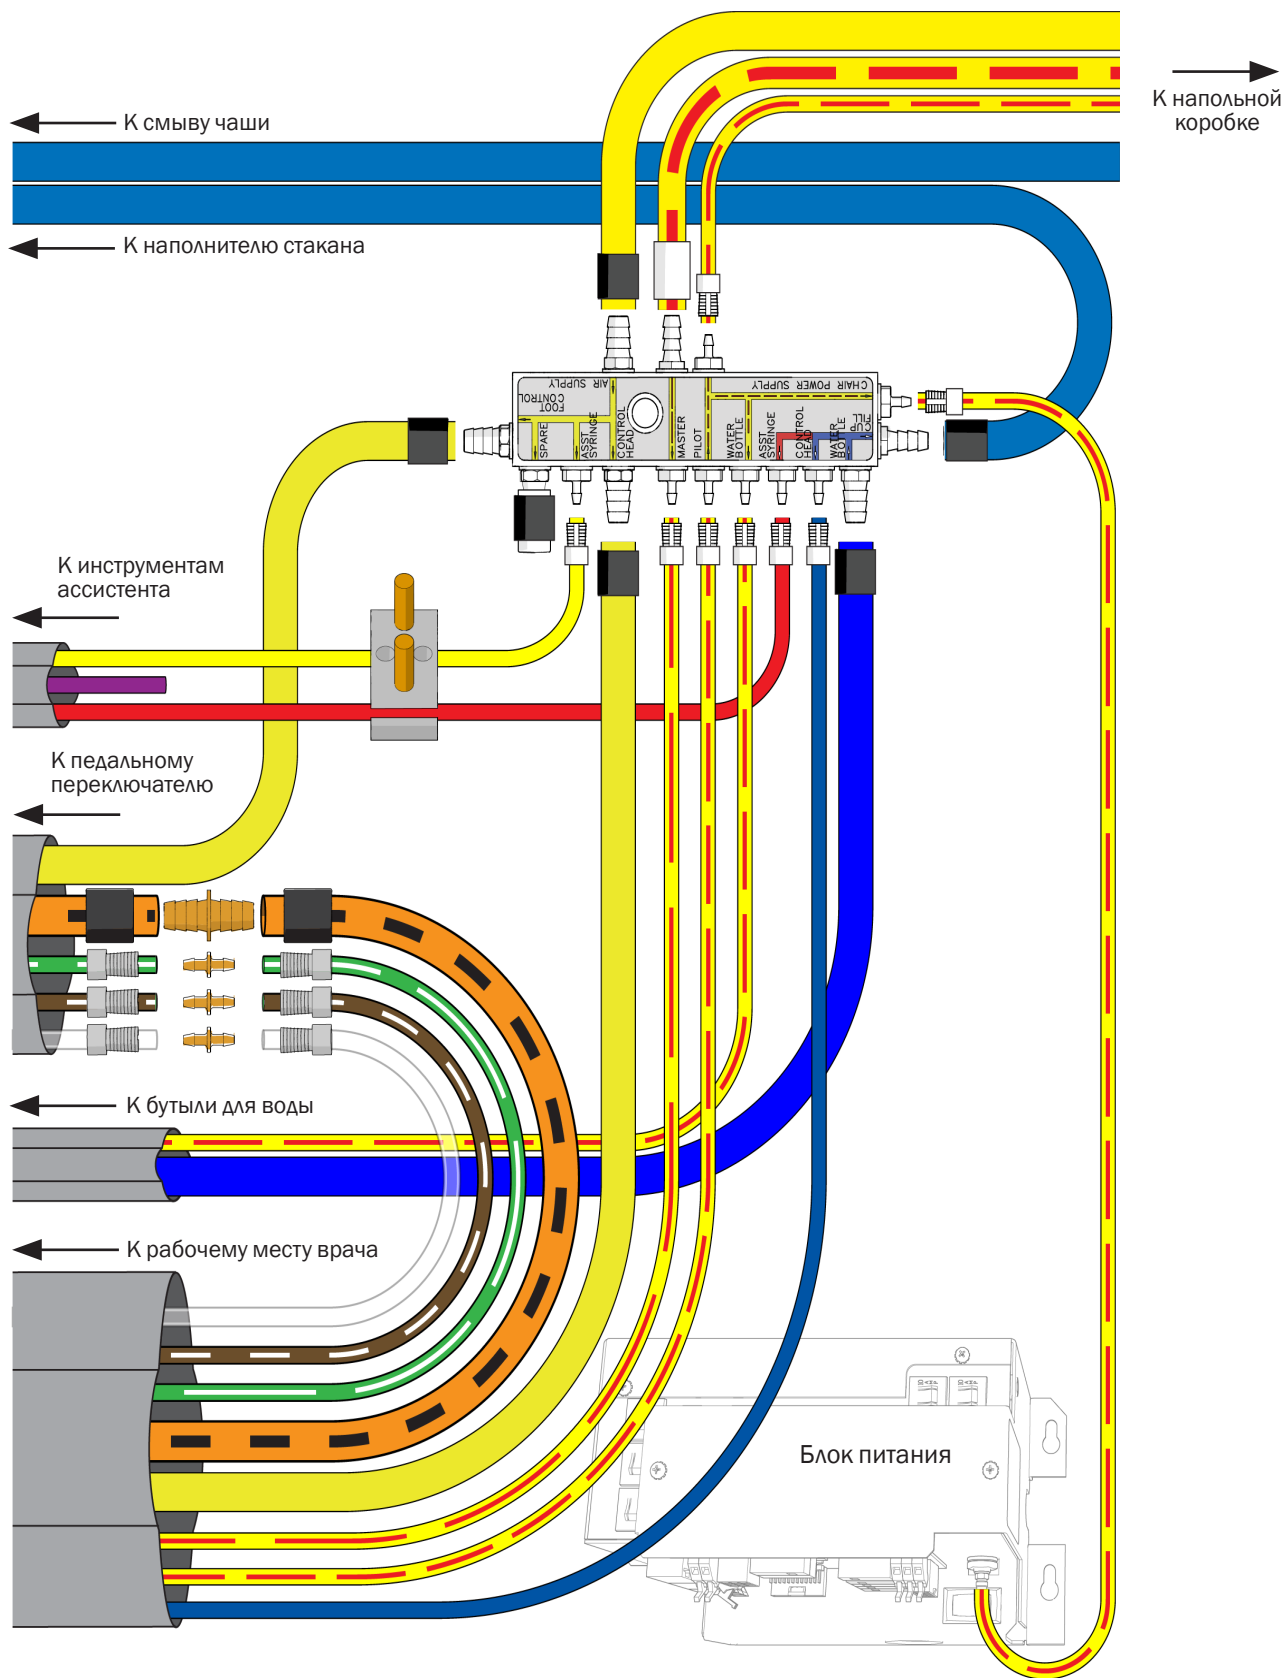 К напольной
коробке
К смыву чаши
К наполнителю стакана
AIR SUPPLY
CHAIR POWER SUPPLY
FOOT
CONTROL
CUP
FILL
SPARE
ASST
SYRINGE
CONTROL
HEAD
MASTER
PILOT
WATER
BOTTLE
ASST
SYRINGE
CONTROL
HEAD
WATER
BOTTLE
К инструментам
ассистента
К педальному
переключателю
К бутыли для воды
К рабочему месту врача
Блок питания